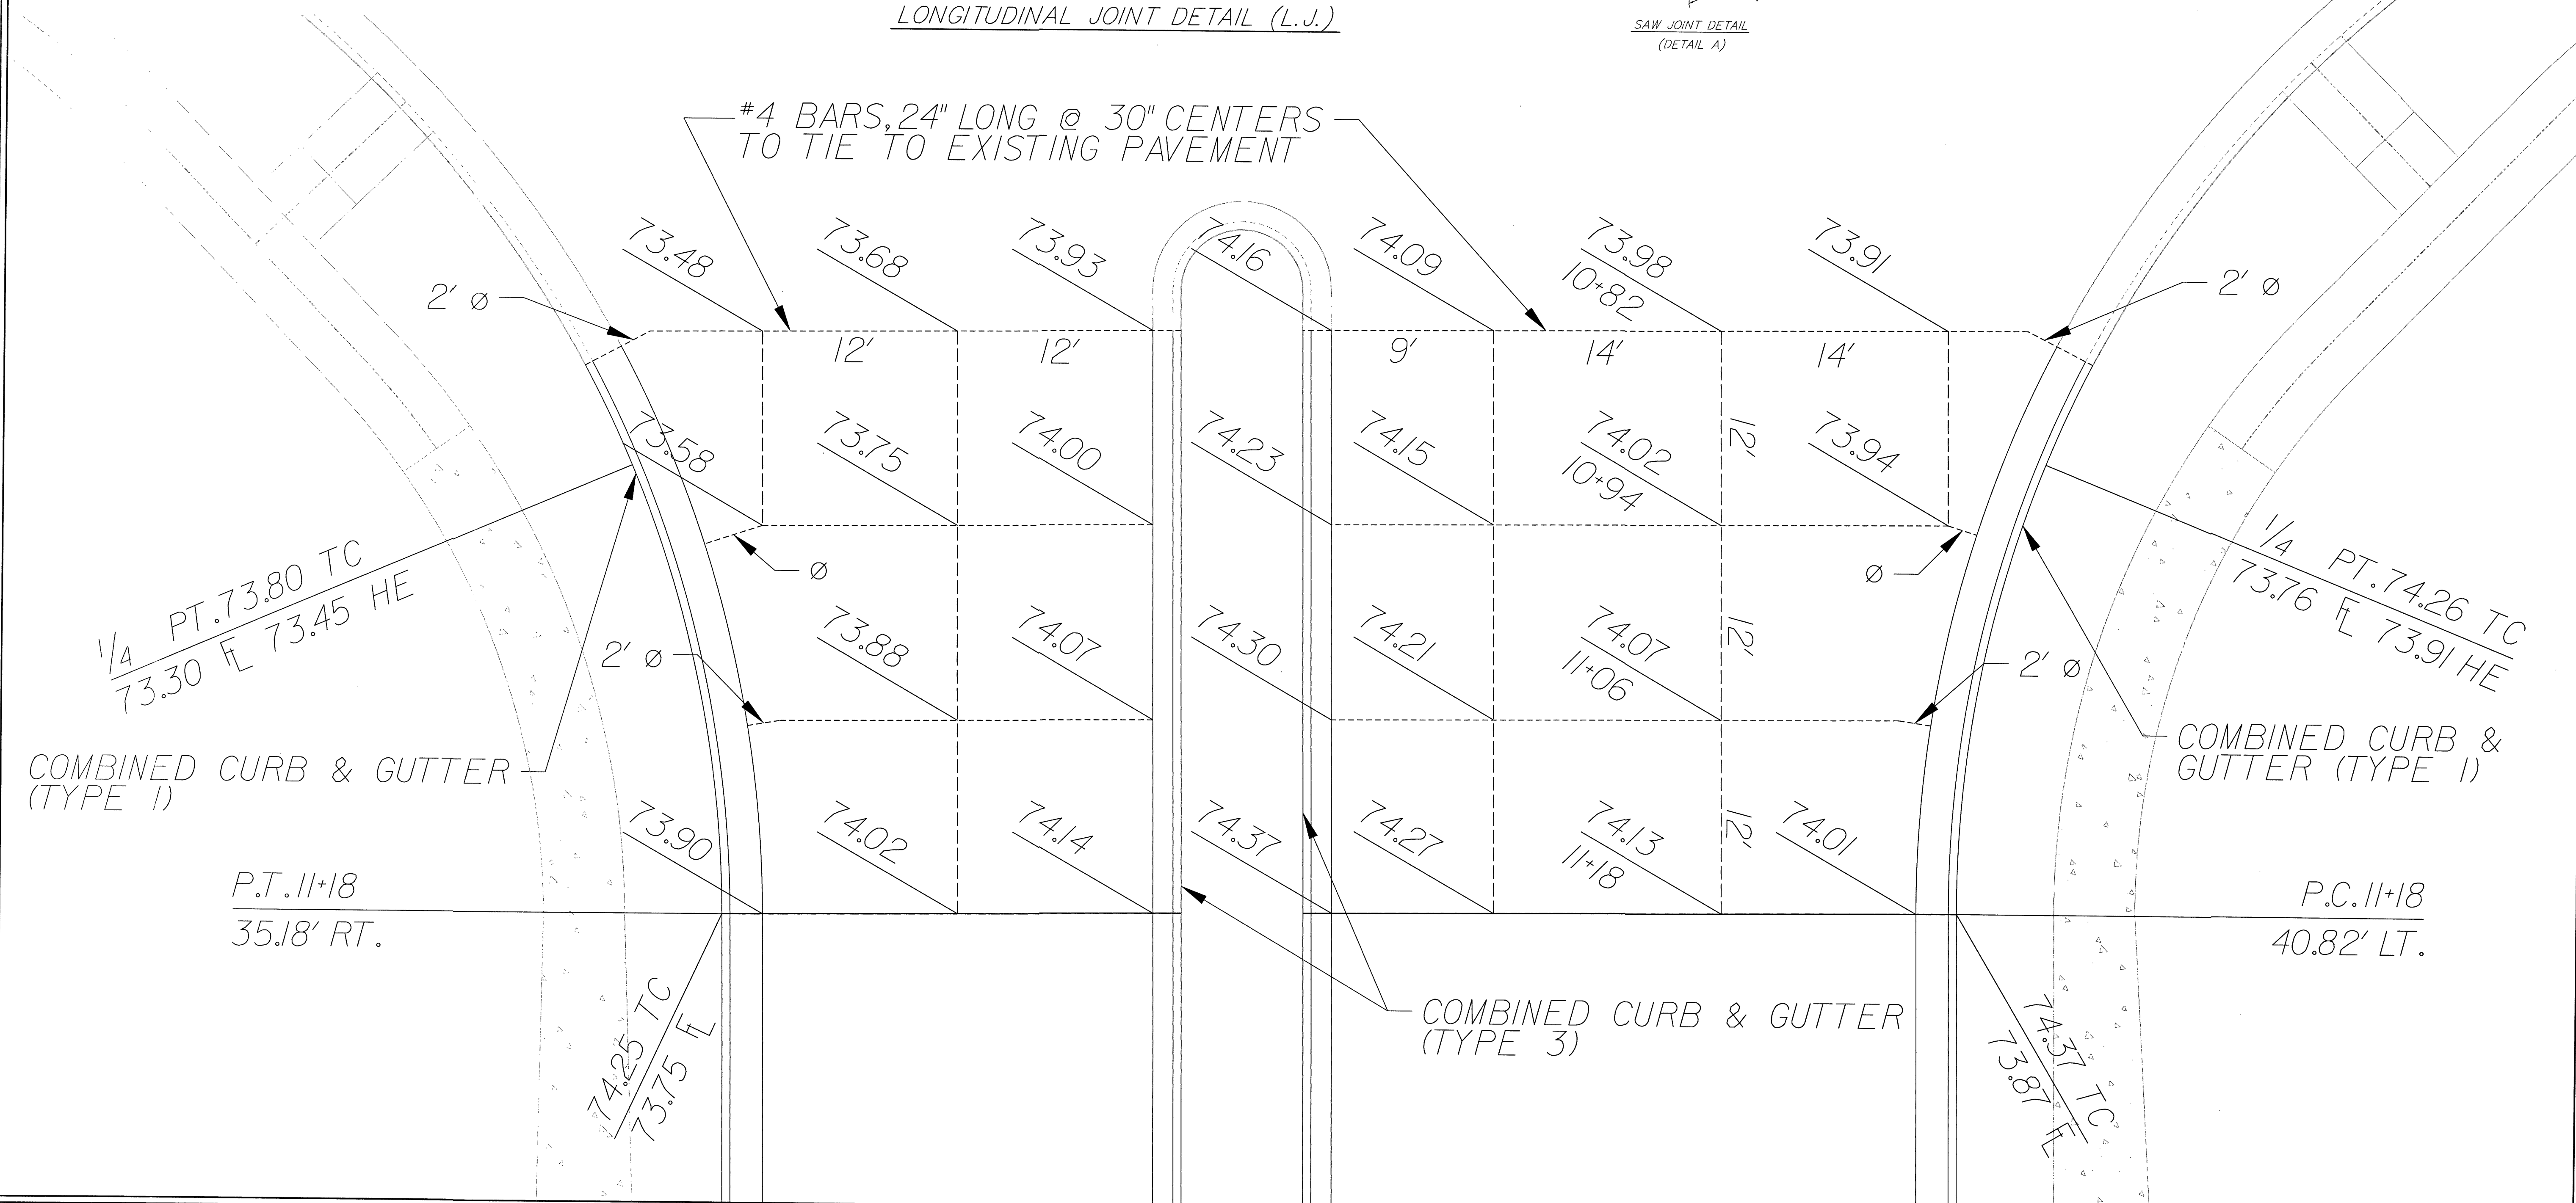 LONGITUDINAL JOINT DETAIL (L.J.)
SAW JOINT DETAIL
(DETAIL A)
#4 BARS, 24" LONG @ 30" CENTERS
TO TIE TO EXISTING PAVEMENT
73.48
73.68
73.93
74.16
74.09
73.98
10+82
73.91
2' Ø
2' Ø
12'
12'
9'
14'
14'
73.58
73.75
74.00
74.23
74.15
74.02
10+94
12'
73.94
Ø
Ø
1/4 PT. 73.80 TC
73.30 FL 73.45 HE
1/4 PT. 74.26 TC
73.76 FL 73.91 HE
73.88
74.07
74.30
74.21
74.07
11+06
12'
2' Ø
2' Ø
COMBINED CURB & GUTTER
(TYPE 1)
COMBINED CURB &
GUTTER (TYPE 1)
73.90
74.02
74.14
74.37
74.27
74.13
11+18
12'
74.01
P.T. 11+18
35.18' RT.
P.C. 11+18
40.82' LT.
74.25 TC
73.75 FL
COMBINED CURB & GUTTER
(TYPE 3)
74.37 TC
73.87 FL